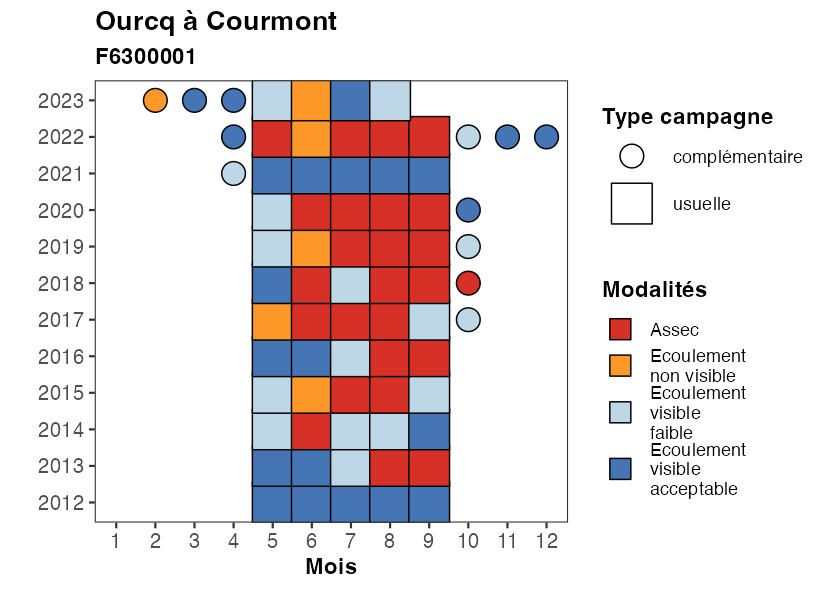 Ourcq à Courmont
F6300001
2023
2022
2021
2020
2019
2018
2017
2016
2015
2014
2013
2012
1 2 3 4 5 6 7 8 9 10 11 12
Mois
Type campagne
complémentaire
usuelle
Modalités
Assec
Ecoulement
non visible
Ecoulement
visible
faible
Ecoulement
visible
acceptable